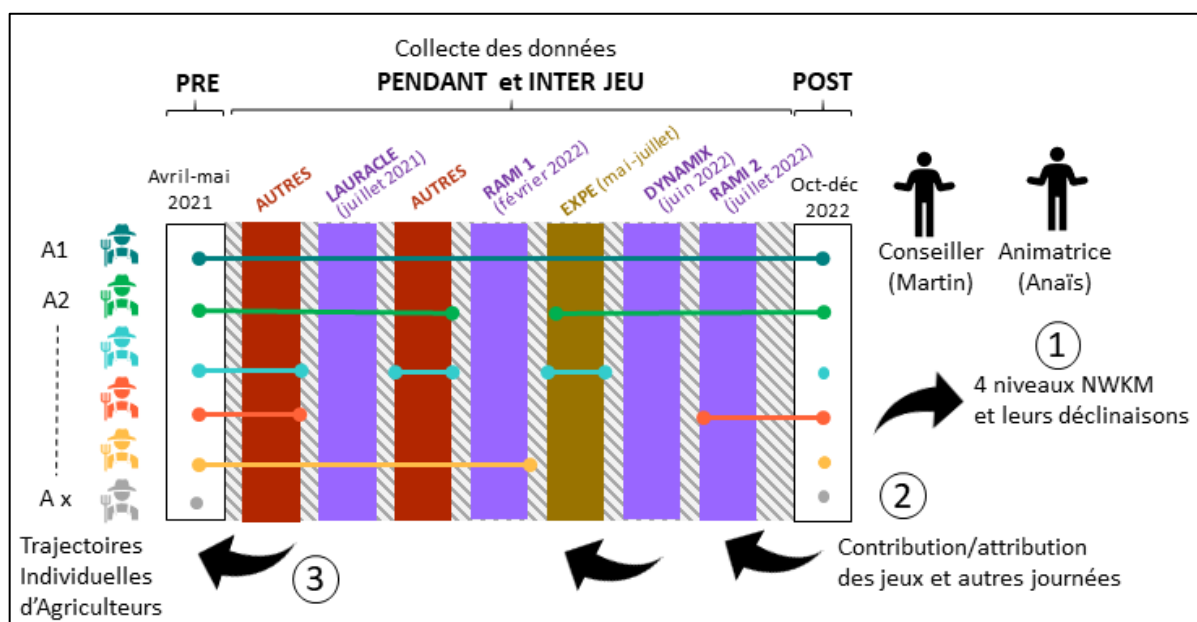 Collecte des données
PRE
PENDANT et INTER JEU
POST
Avril-mai
2021
AUTRES
LAURACLE
(juillet 2021)
AUTRES
RAMI 1
(février 2022)
EXPE (mai-juillet)
DYNAMIX
(juin 2022)
RAMI 2
(juillet 2022)
Oct-déc
2022
A1
A2
A x
Conseiller
(Martin)
Animatrice
(Anaïs)
1
4 niveaux NWKM
et leurs déclinaisons
2
Contribution/attribution
des jeux et autres journées
3
Trajectoires
Individuelles
d'Agriculteurs